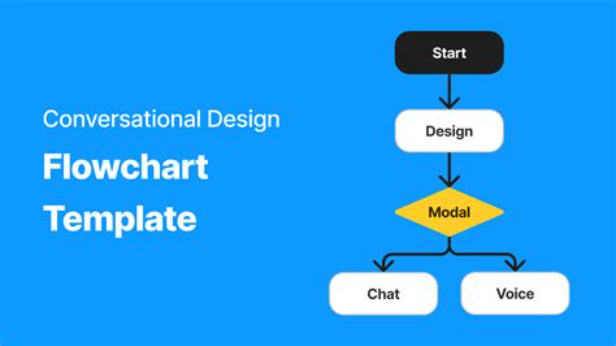 Conversational Design
Flowchart
Template
Start
Design
Modal
Chat
Voice